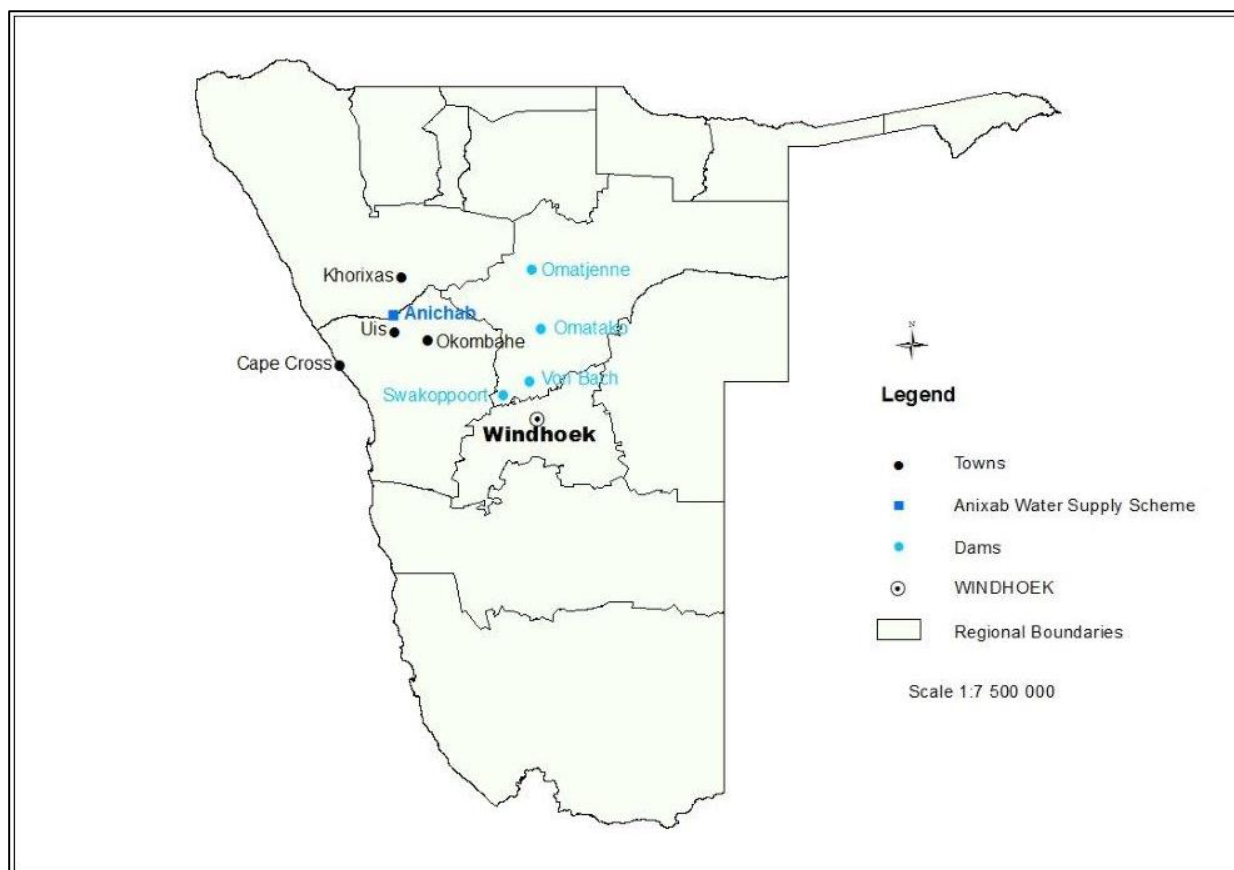 Khorixas
Omatjenne
Anichab
Uis
Omatako
Okombahe
Cape Cross
Von Bach
Swakoppoort
Windhoek
N
Legend
Towns
Anixab Water Supply Scheme
Dams
WINDHOEK
Regional Boundaries
Scale 1:7 500 000